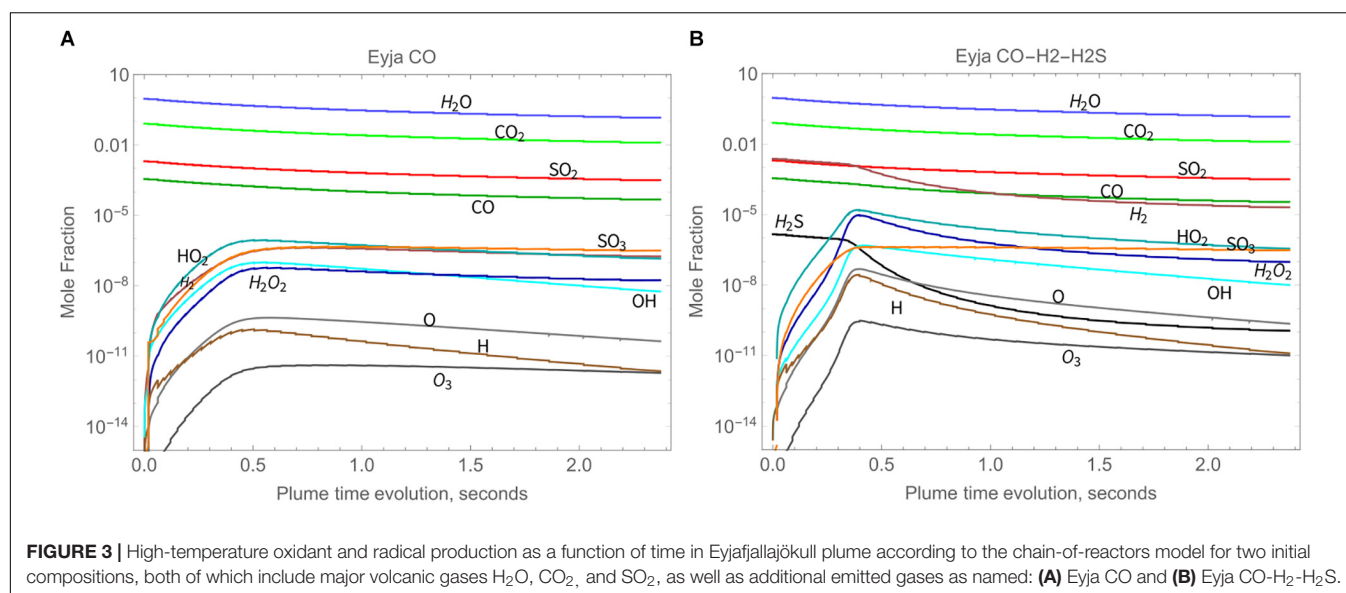 A
Eyja CO
10
0.01
10⁻⁵
10⁻⁸
10⁻¹¹
10⁻¹⁴
Mole Fraction
H₂O
CO₂
SO₂
CO
HO₂
H₂
SO₃
H₂O₂
OH
O
H
O₃
0.0 0.5 1.0 1.5 2.0
Plume time evolution, seconds
B
Eyja CO–H2–H2S
10
0.01
10⁻⁵
10⁻⁸
10⁻¹¹
10⁻¹⁴
Mole Fraction
H₂O
CO₂
SO₂
CO
H₂
H₂S
HO₂
SO₃
H₂O₂
OH
O
H
O₃
0.0 0.5 1.0 1.5 2.0
Plume time evolution, seconds
FIGURE 3 | High-temperature oxidant and radical production as a function of time in Eyjafjallajökull plume according to the chain-of-reactors model for two initial
compositions, both of which include major volcanic gases H₂O, CO₂, and SO₂, as well as additional emitted gases as named: (A) Eyja CO and (B) Eyja CO-H₂-H₂S.